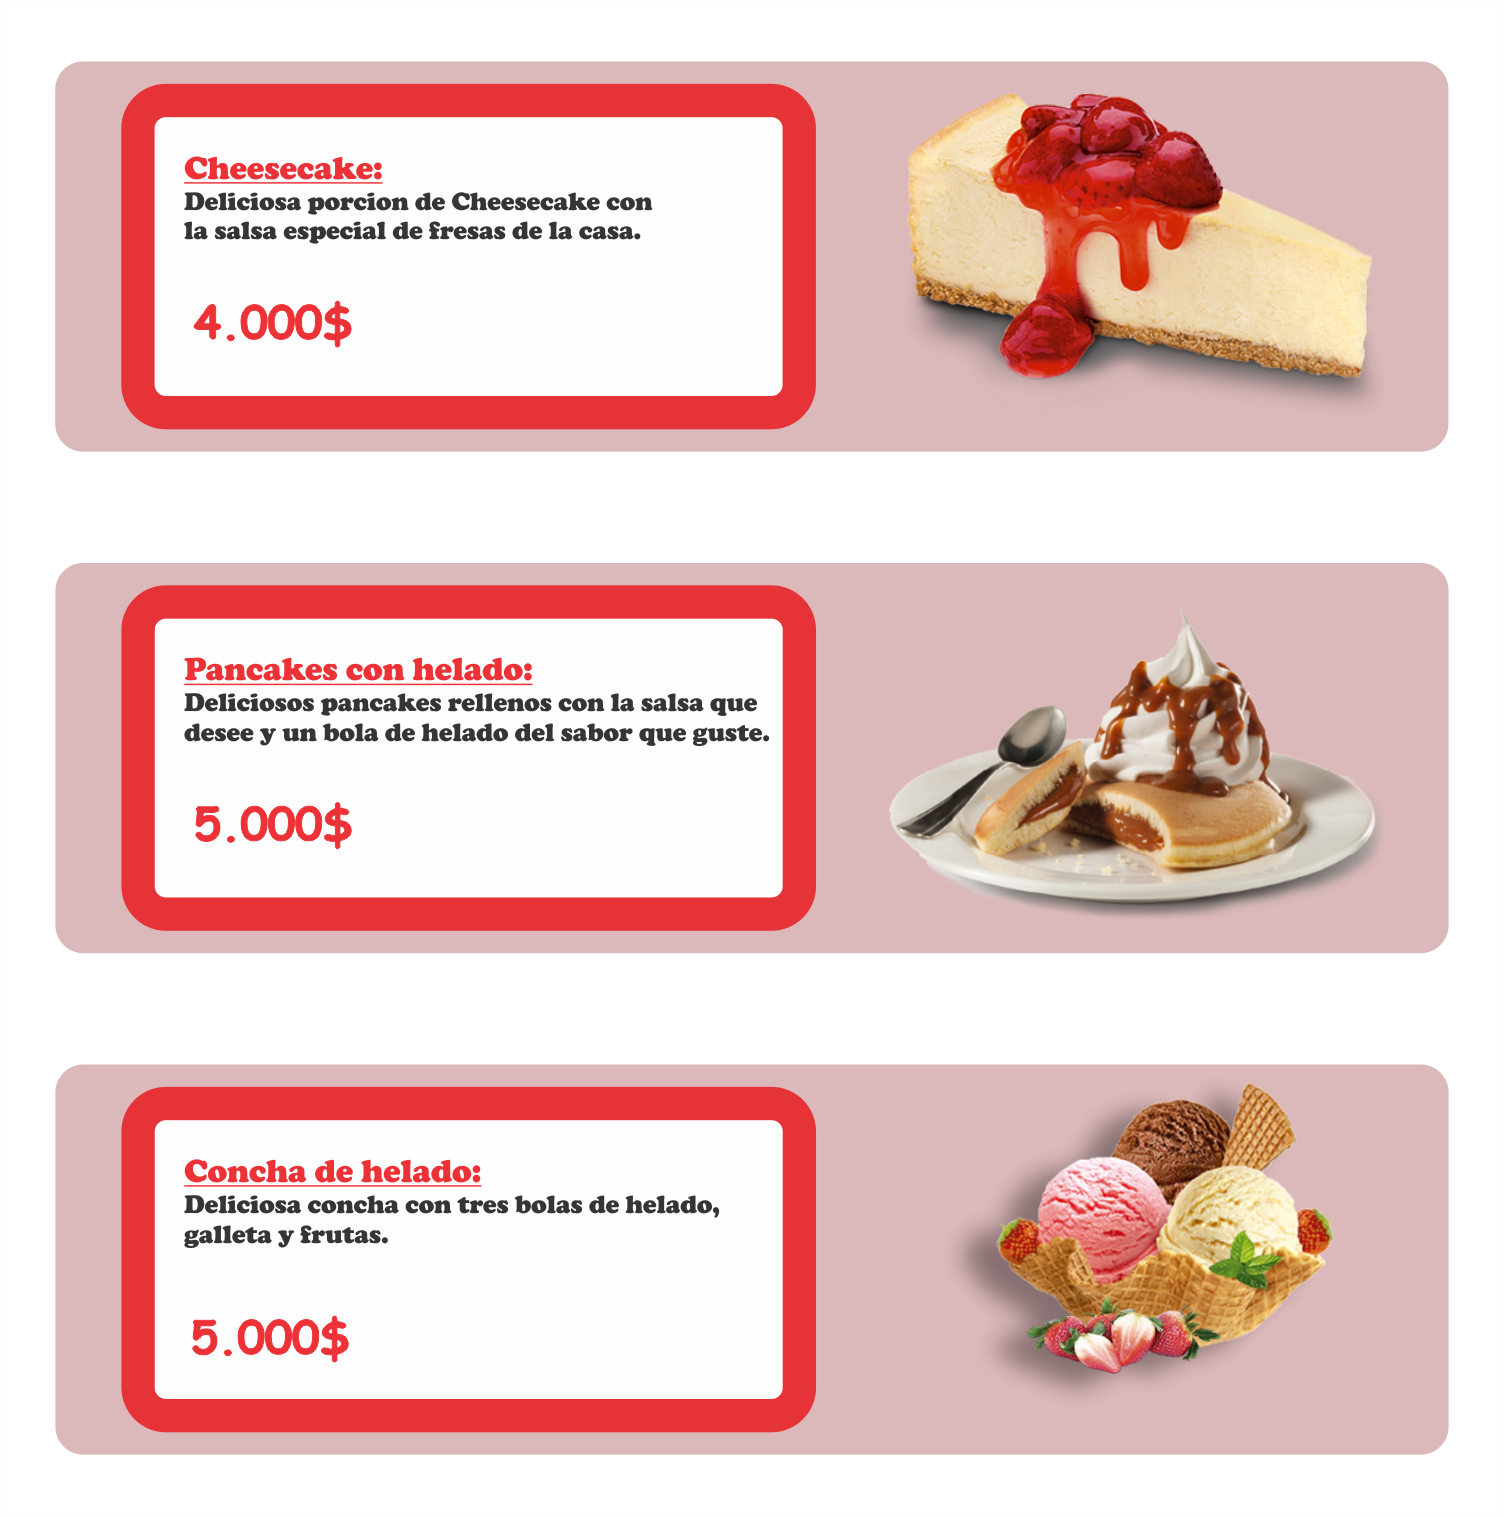 Cheesecake:
Deliciosa porcion de Cheesecake con
la salsa especial de fresas de la casa.
4.000$
Pancakes con helado:
Deliciosos pancakes rellenos con la salsa que
desee y un bola de helado del sabor que guste.
5.000$
Concha de helado:
Deliciosa concha con tres bolas de helado,
galleta y frutas.
5.000$